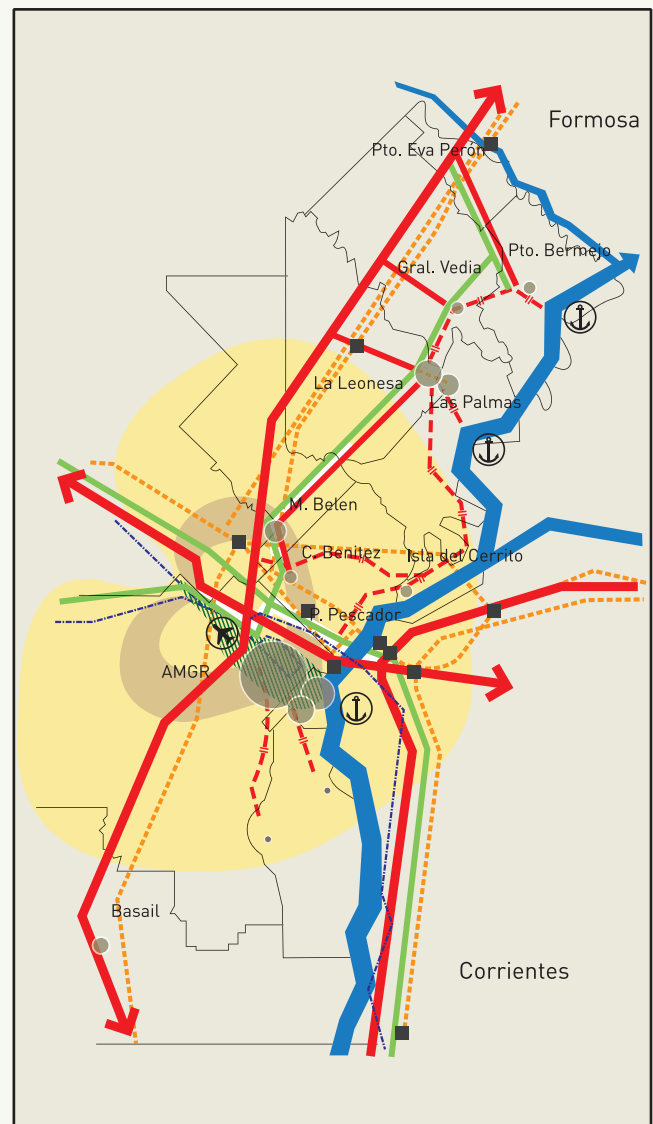 Formosa
Pto. Eva Perón
Pto. Bermejo
Gral. Vedia
La Leonesa
Las Palmas
M. Belen
C. Benitez
Isla del Cerrito
P. Pescador
AMGR
Basail
Corrientes